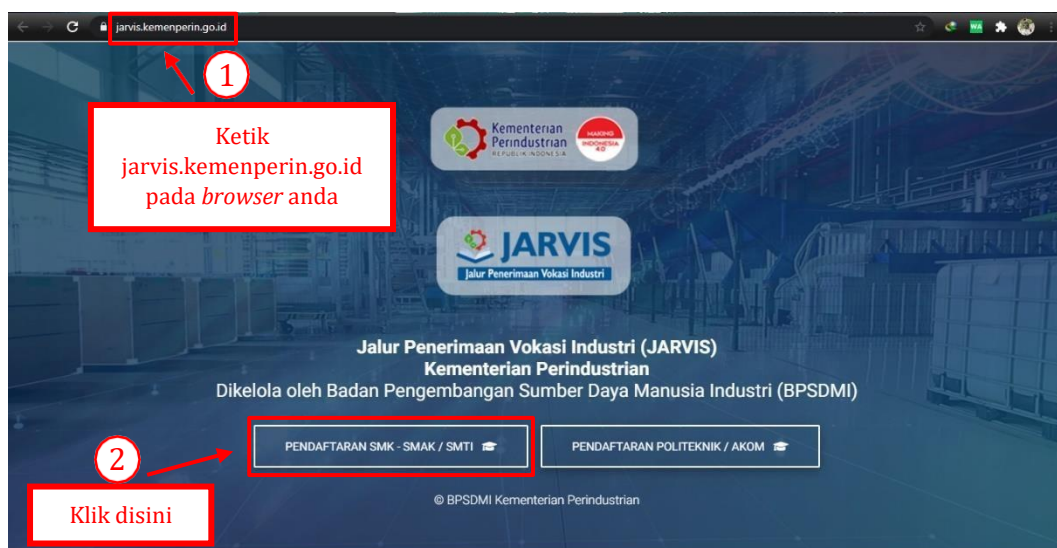 jarvis.kemenperin.go.id
WA
1
Ketik
jarvis.kemenperin.go.id
pada browser anda
Kementerian
Perindustrian
REPUBLIK INDONESIA
MAKING
INDONESIA
4.0
JARVIS
Jalur Penerimaan Vokasi Industri
Jalur Penerimaan Vokasi Industri (JARVIS)
Kementerian Perindustrian
Dikelola oleh Badan Pengembangan Sumber Daya Manusia Industri (BPSDMI)
PENDAFTARAN SMK - SMAK / SMTI
PENDAFTARAN POLITEKNIK / AKOM
2
Klik disini
© BPSDMI Kementerian Perindustrian